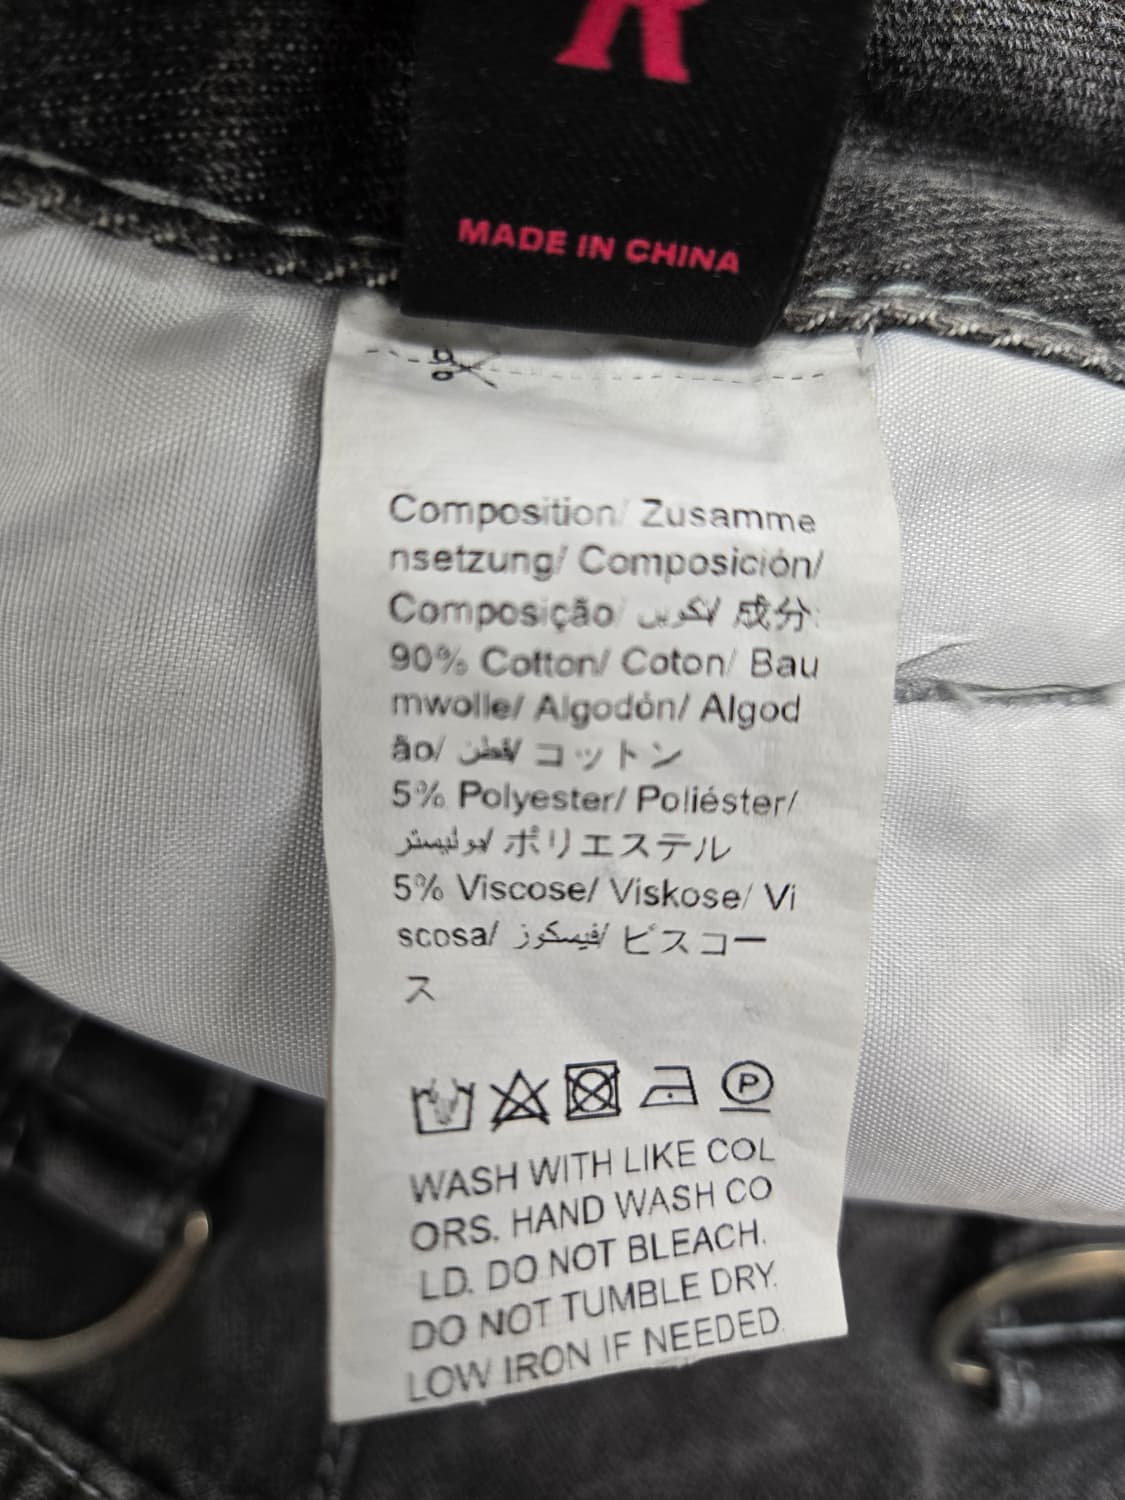 R
MADE IN CHINA
Composition/ Zusamme
nsetzung/ Composición/
Composição/ تكوين/ 成分:
90% Cotton/ Coton/ Bau
mwolle/ Algodón/ Algod
ão/ قطن/ コットン
5% Polyester/ Poliéster/
بوليستر/ ポリエステル
5% Viscose/ Viskose/ Vi
scosa/ فيسكوز/ ビスコー
ス
P
WASH WITH LIKE COL
ORS. HAND WASH CO
LD. DO NOT BLEACH.
DO NOT TUMBLE DRY.
LOW IRON IF NEEDED.